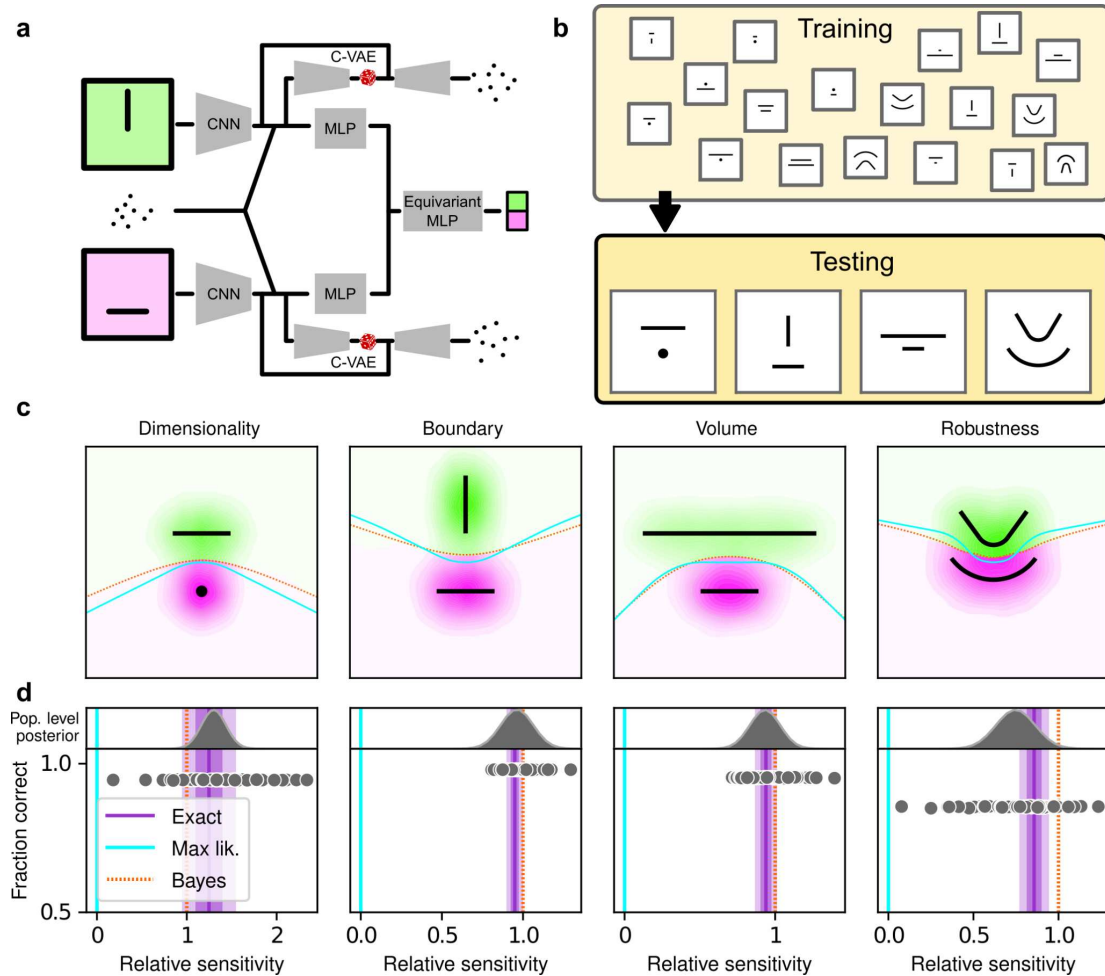 a
C-VAE
CNN
MLP
Equivariant
MLP
CNN
MLP
C-VAE
b
Training
Testing
c
Dimensionality
Boundary
Volume
Robustness
d
Pop. level
posterior
1.0
Fraction correct
Exact
Max lik.
Bayes
0.5
0 1 2
0.0 0.5 1.0
0 1
0.0 0.5 1.0
Relative sensitivity
Relative sensitivity
Relative sensitivity
Relative sensitivity